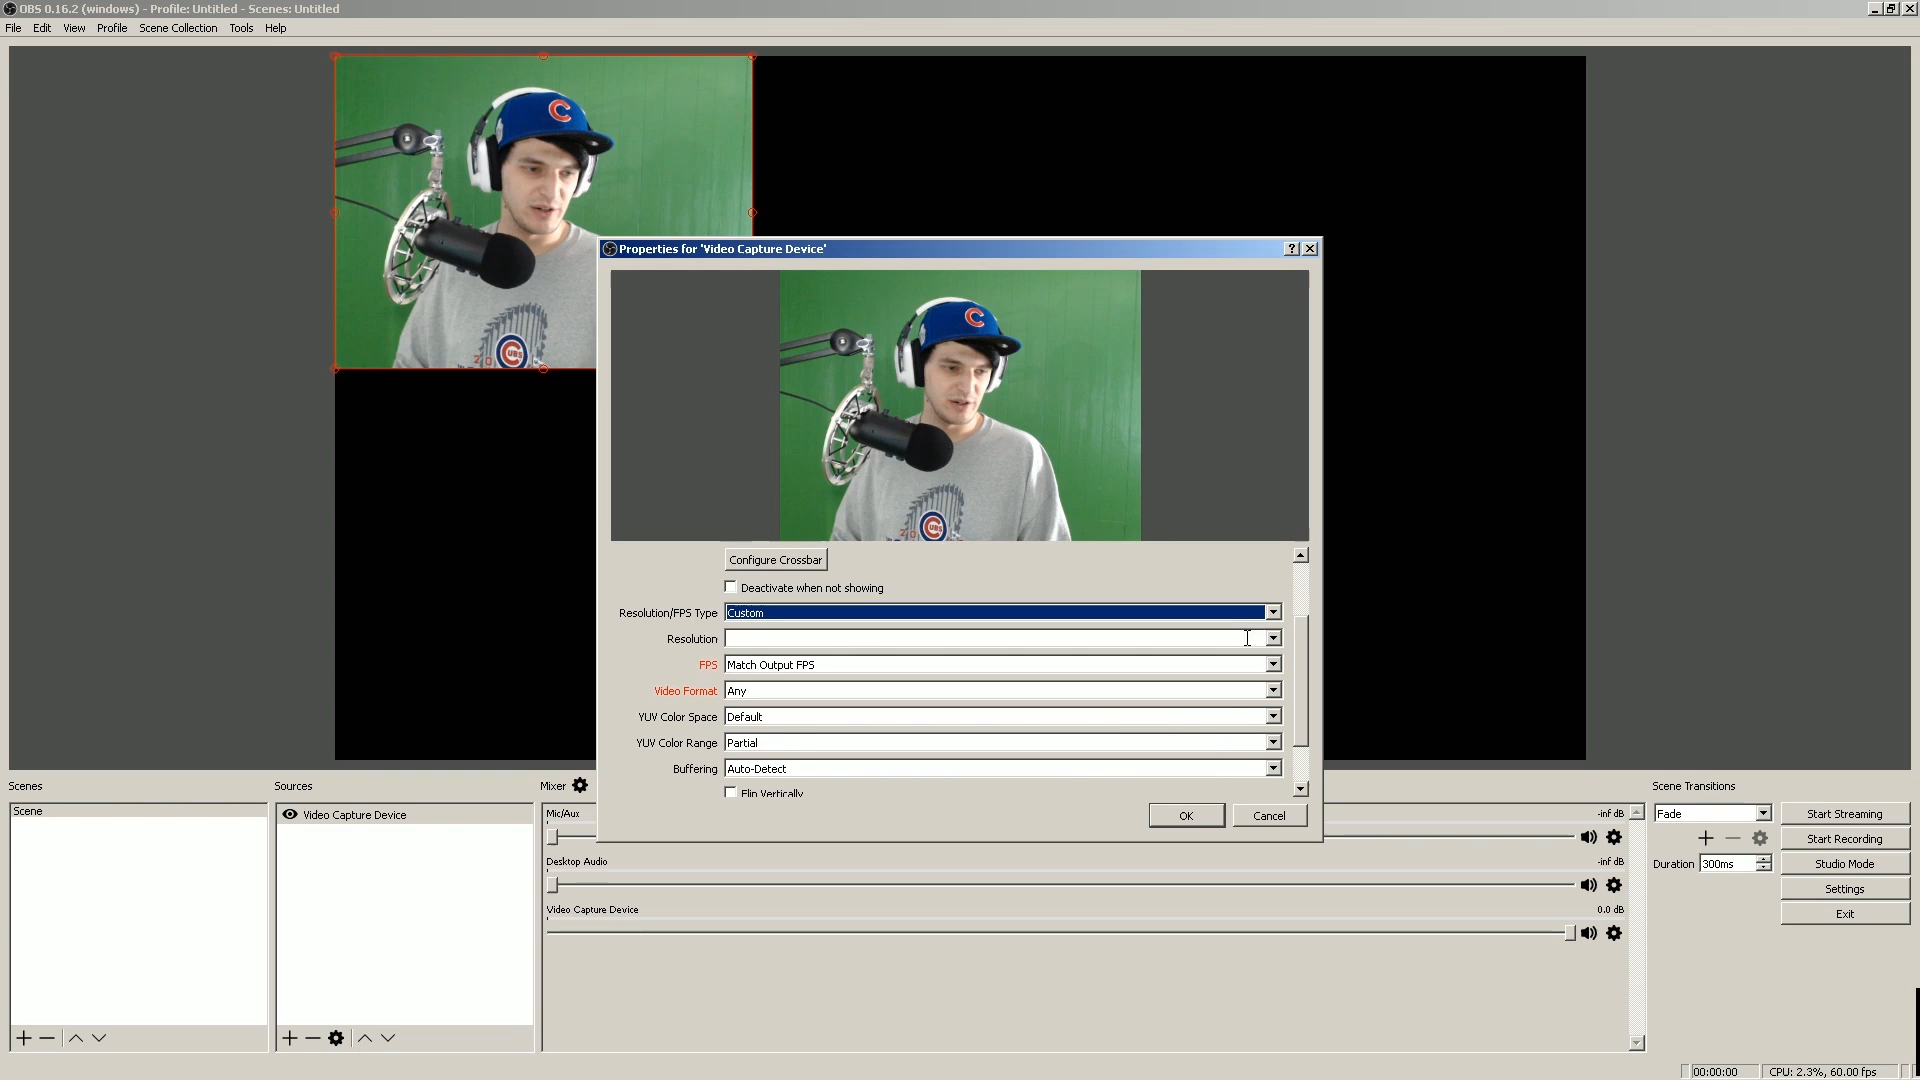 OBS 0.16.2 (windows) - Profile: Untitled - Scenes: Untitled
File Edit View Profile Scene Collection Tools Help
C
CUBS
Properties for 'Video Capture Device'
C
CUBS
Configure Crossbar
Deactivate when not showing
Resolution/FPS Type Custom
Resolution
FPS Match Output FPS
Video Format Any
YUV Color Space Default
YUV Color Range Partial
Buffering Auto-Detect
Flip Vertically
OK Cancel
Scenes
Scene
Sources
Video Capture Device
Mixer
Mic/Aux -inf dB
Desktop Audio -inf dB
Video Capture Device 0.0 dB
Scene Transitions
Fade
Duration 300ms
Start Streaming
Start Recording
Studio Mode
Settings
Exit
00:00:00 CPU: 2.3%, 60.00 fps